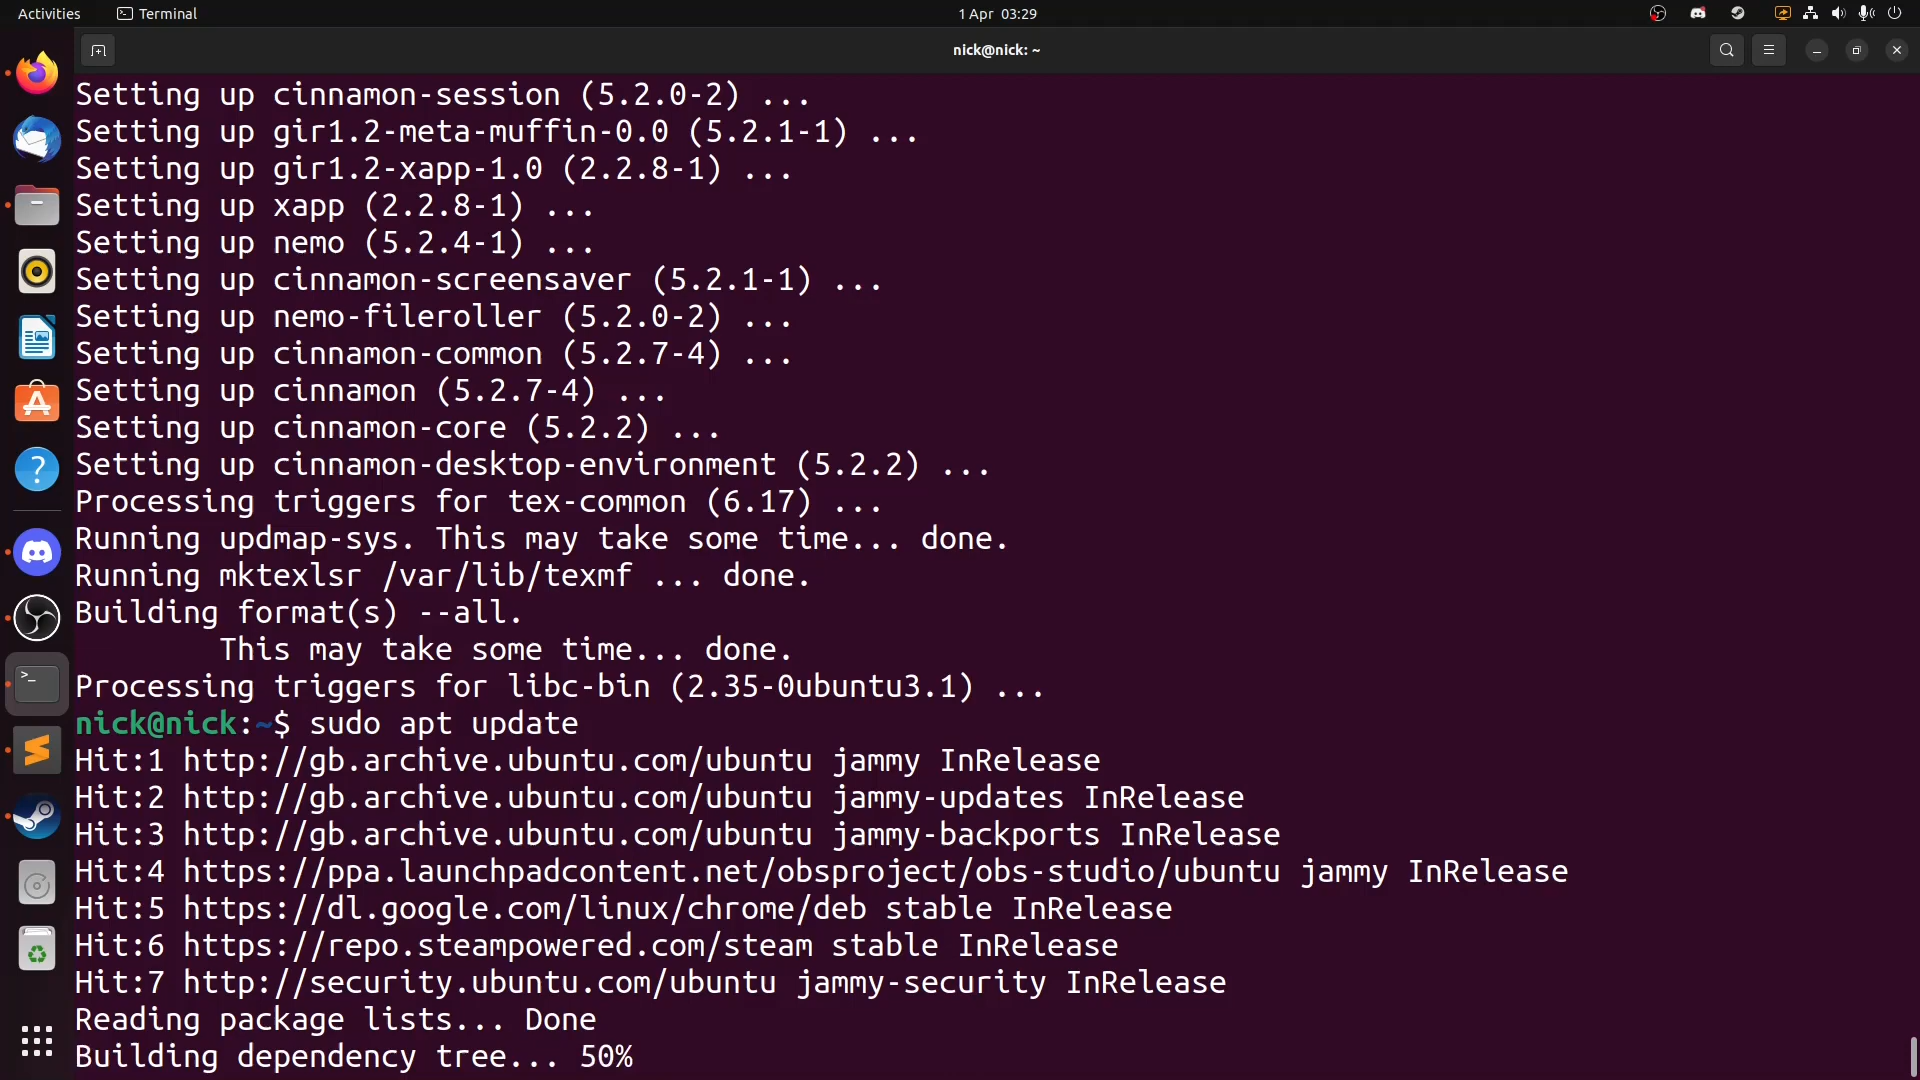 Activities
Terminal
1 Apr 03:29
nick@nick: ~
Setting up cinnamon-session (5.2.0-2) ...
Setting up gir1.2-meta-muffin-0.0 (5.2.1-1) ...
Setting up gir1.2-xapp-1.0 (2.2.8-1) ...
Setting up xapp (2.2.8-1) ...
Setting up nemo (5.2.4-1) ...
Setting up cinnamon-screensaver (5.2.1-1) ...
Setting up nemo-fileroller (5.2.0-2) ...
Setting up cinnamon-common (5.2.7-4) ...
Setting up cinnamon (5.2.7-4) ...
Setting up cinnamon-core (5.2.2) ...
Setting up cinnamon-desktop-environment (5.2.2) ...
Processing triggers for tex-common (6.17) ...
Running updmap-sys. This may take some time... done.
Running mktexlsr /var/lib/texmf ... done.
Building format(s) --all.
This may take some time... done.
Processing triggers for libc-bin (2.35-0ubuntu3.1) ...
nick@nick:~$ sudo apt update
Hit:1 http://gb.archive.ubuntu.com/ubuntu jammy InRelease
Hit:2 http://gb.archive.ubuntu.com/ubuntu jammy-updates InRelease
Hit:3 http://gb.archive.ubuntu.com/ubuntu jammy-backports InRelease
Hit:4 https://ppa.launchpadcontent.net/obsproject/obs-studio/ubuntu jammy InRelease
Hit:5 https://dl.google.com/linux/chrome/deb stable InRelease
Hit:6 https://repo.steampowered.com/steam stable InRelease
Hit:7 http://security.ubuntu.com/ubuntu jammy-security InRelease
Reading package lists... Done
Building dependency tree... 50%